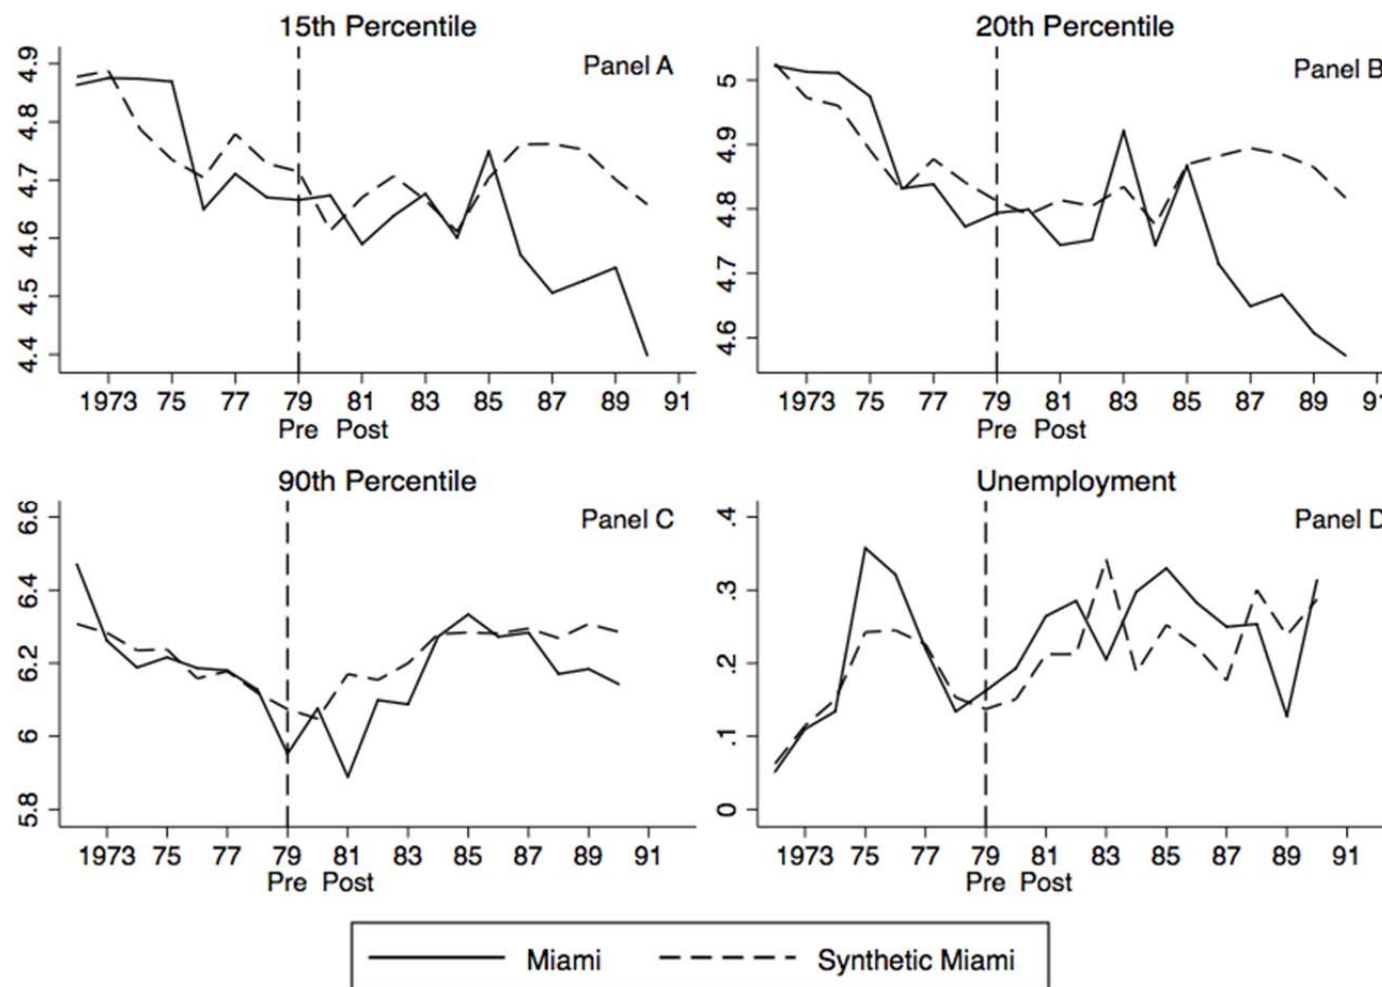 15th Percentile
Panel A
4.9
4.8
4.7
4.6
4.5
4.4
1973 75 77 79 81 83 85 87 89 91
Pre Post
20th Percentile
Panel B
5
4.9
4.8
4.7
4.6
1973 75 77 79 81 83 85 87 89 91
Pre Post
90th Percentile
Panel C
6.6
6.4
6.2
6
5.8
1973 75 77 79 81 83 85 87 89 91
Pre Post
Unemployment
Panel D
.4
.3
.2
.1
0
1973 75 77 79 81 83 85 87 89 91
Pre Post
Miami Synthetic Miami